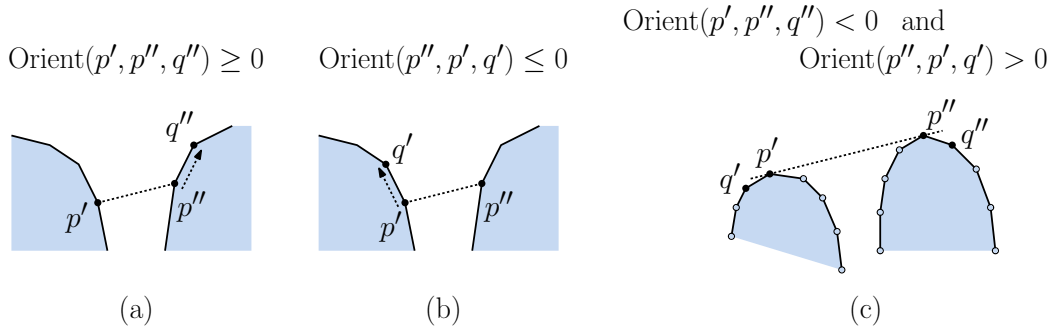 Orient(p′, p″, q″) < 0 and
Orient(p′, p″, q″) ≥ 0 Orient(p″, p′, q′) ≤ 0 Orient(p″, p′, q′) > 0
q″ p″
q′ p′ q″
q′
p′ p″ p′ p″
(a) (b) (c)